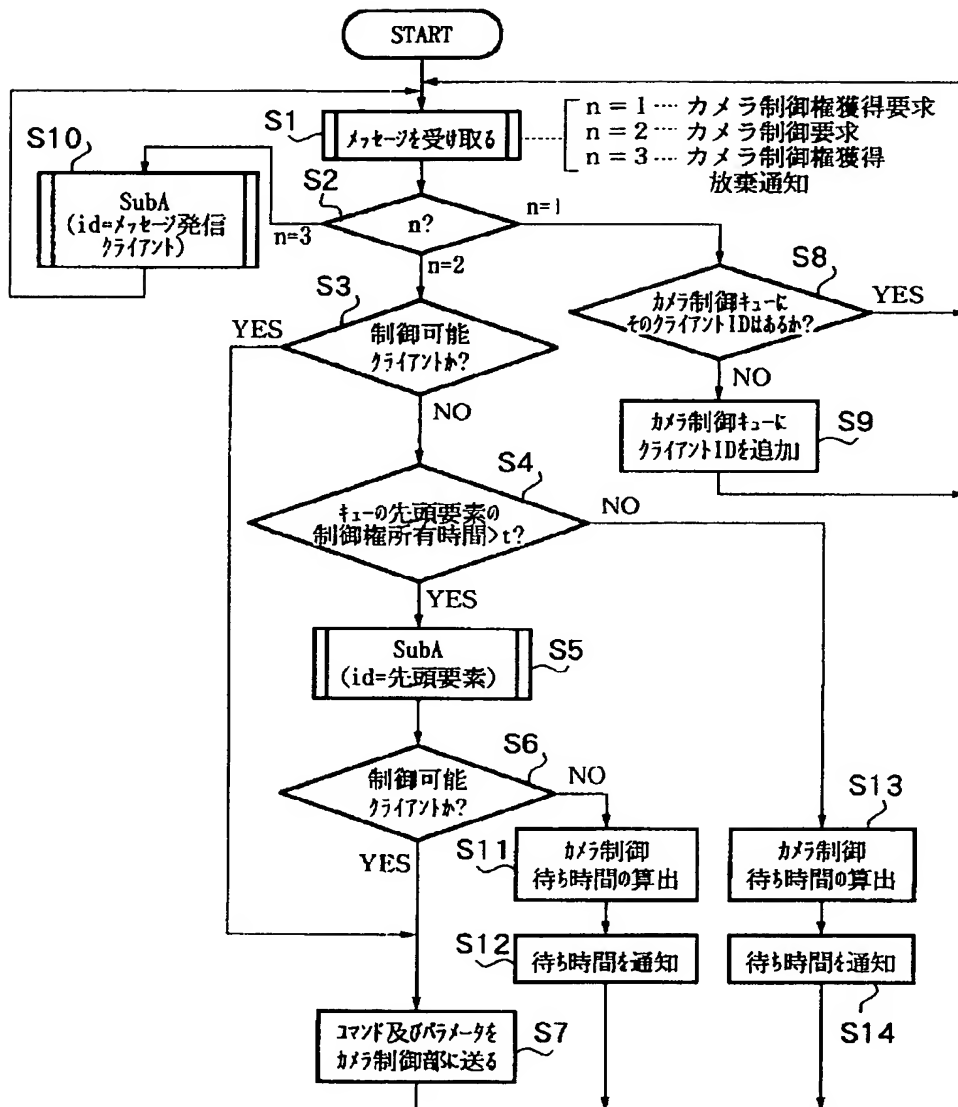 START
S1
メッセージを受け取る
n = 1 ···· カメラ制御権獲得要求
n = 2 ···· カメラ制御要求
n = 3 ···· カメラ制御権獲得
放棄通知
S10
SubA
(id=メッセージ発信
クライアント)
S2
n?
n=1
n=3
n=2
S8
カメラ制御キューに
そのクライアントIDはあるか?
YES
NO
S3
YES
制御可能
クライアントか?
NO
S9
カメラ制御キューに
クライアントIDを追加
S4
キューの先頭要素の
制御権所有時間>t?
NO
YES
SubA
(id=先頭要素)
S5
S6
制御可能
クライアントか?
NO
YES
S11
カメラ制御
待ち時間の算出
S13
カメラ制御
待ち時間の算出
S12
待ち時間を通知
待ち時間を通知
S14
コマンド及びパラメータを
カメラ制御部に送る
S7